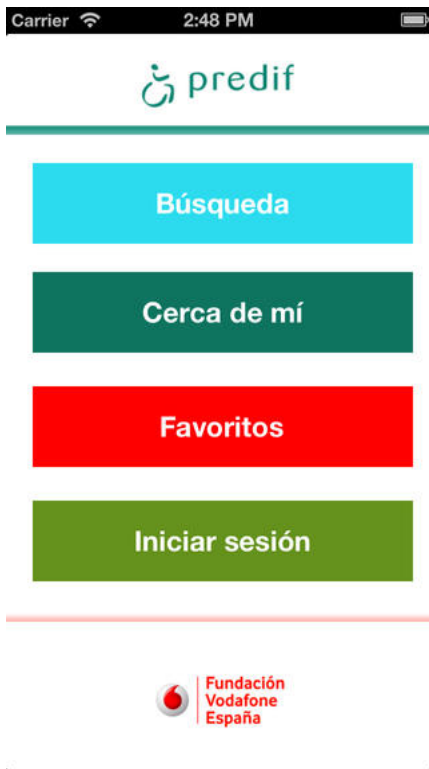 Carrier 2:48 PM
predif
Búsqueda
Cerca de mí
Favoritos
Iniciar sesión
Fundación
Vodafone
España